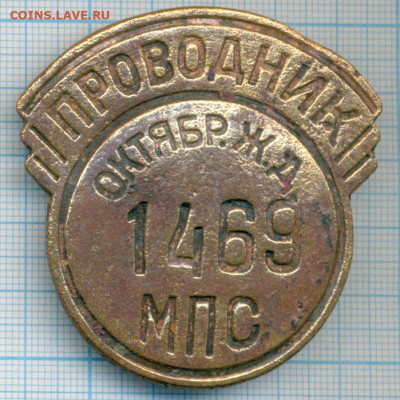 COINS.LAVE.RU
ПРОВОДНИК
ОКТЯБР. Ж.Д.
1469
МПС